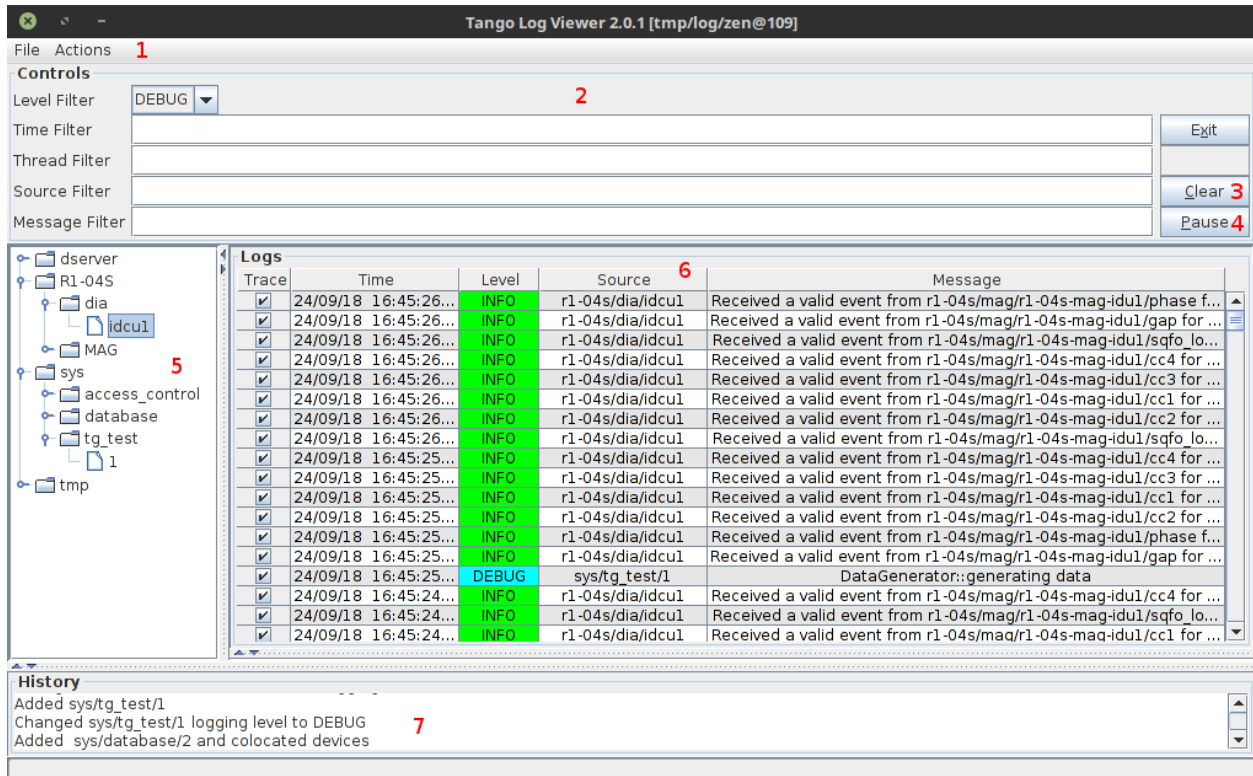 Tango Log Viewer 2.0.1 [tmp/log/zen@109]
File Actions 1
Controls
Level Filter DEBUG 2
Time Filter Exit
Thread Filter
Source Filter Clear 3
Message Filter Pause 4
dserver
R1-04S
dia
idcu1
MAG
sys 5
access_control
database
tg_test
1
tmp
Logs 6
Trace Time Level Source Message
24/09/18 16:45:26... INFO r1-04s/dia/idcu1 Received a valid event from r1-04s/mag/r1-04s-mag-idu1/phase f...
24/09/18 16:45:26... INFO r1-04s/dia/idcu1 Received a valid event from r1-04s/mag/r1-04s-mag-idu1/gap for ...
24/09/18 16:45:26... INFO r1-04s/dia/idcu1 Received a valid event from r1-04s/mag/r1-04s-mag-idu1/sqfo_lo...
24/09/18 16:45:26... INFO r1-04s/dia/idcu1 Received a valid event from r1-04s/mag/r1-04s-mag-idu1/cc4 for ...
24/09/18 16:45:26... INFO r1-04s/dia/idcu1 Received a valid event from r1-04s/mag/r1-04s-mag-idu1/cc3 for ...
24/09/18 16:45:26... INFO r1-04s/dia/idcu1 Received a valid event from r1-04s/mag/r1-04s-mag-idu1/cc1 for ...
24/09/18 16:45:26... INFO r1-04s/dia/idcu1 Received a valid event from r1-04s/mag/r1-04s-mag-idu1/cc2 for ...
24/09/18 16:45:26... INFO r1-04s/dia/idcu1 Received a valid event from r1-04s/mag/r1-04s-mag-idu1/sqfo_lo...
24/09/18 16:45:25... INFO r1-04s/dia/idcu1 Received a valid event from r1-04s/mag/r1-04s-mag-idu1/cc4 for ...
24/09/18 16:45:25... INFO r1-04s/dia/idcu1 Received a valid event from r1-04s/mag/r1-04s-mag-idu1/cc3 for ...
24/09/18 16:45:25... INFO r1-04s/dia/idcu1 Received a valid event from r1-04s/mag/r1-04s-mag-idu1/cc1 for ...
24/09/18 16:45:25... INFO r1-04s/dia/idcu1 Received a valid event from r1-04s/mag/r1-04s-mag-idu1/cc2 for ...
24/09/18 16:45:25... INFO r1-04s/dia/idcu1 Received a valid event from r1-04s/mag/r1-04s-mag-idu1/phase f...
24/09/18 16:45:25... INFO r1-04s/dia/idcu1 Received a valid event from r1-04s/mag/r1-04s-mag-idu1/gap for ...
24/09/18 16:45:25... DEBUG sys/tg_test/1 DataGenerator::generating data
24/09/18 16:45:24... INFO r1-04s/dia/idcu1 Received a valid event from r1-04s/mag/r1-04s-mag-idu1/cc4 for ...
24/09/18 16:45:24... INFO r1-04s/dia/idcu1 Received a valid event from r1-04s/mag/r1-04s-mag-idu1/sqfo_lo...
24/09/18 16:45:24... INFO r1-04s/dia/idcu1 Received a valid event from r1-04s/mag/r1-04s-mag-idu1/cc1 for ...
History
Added sys/tg_test/1
Changed sys/tg_test/1 logging level to DEBUG 7
Added sys/database/2 and colocated devices